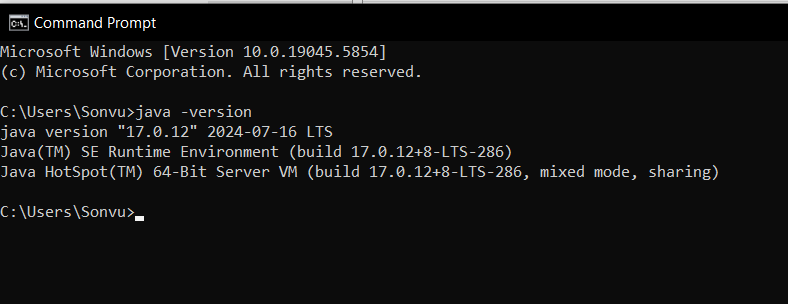 Command Prompt
Microsoft Windows [Version 10.0.19045.5854]
(c) Microsoft Corporation. All rights reserved.
C:\Users\Sonvu>java -version
java version "17.0.12" 2024-07-16 LTS
Java(TM) SE Runtime Environment (build 17.0.12+8-LTS-286)
Java HotSpot(TM) 64-Bit Server VM (build 17.0.12+8-LTS-286, mixed mode, sharing)
C:\Users\Sonvu>